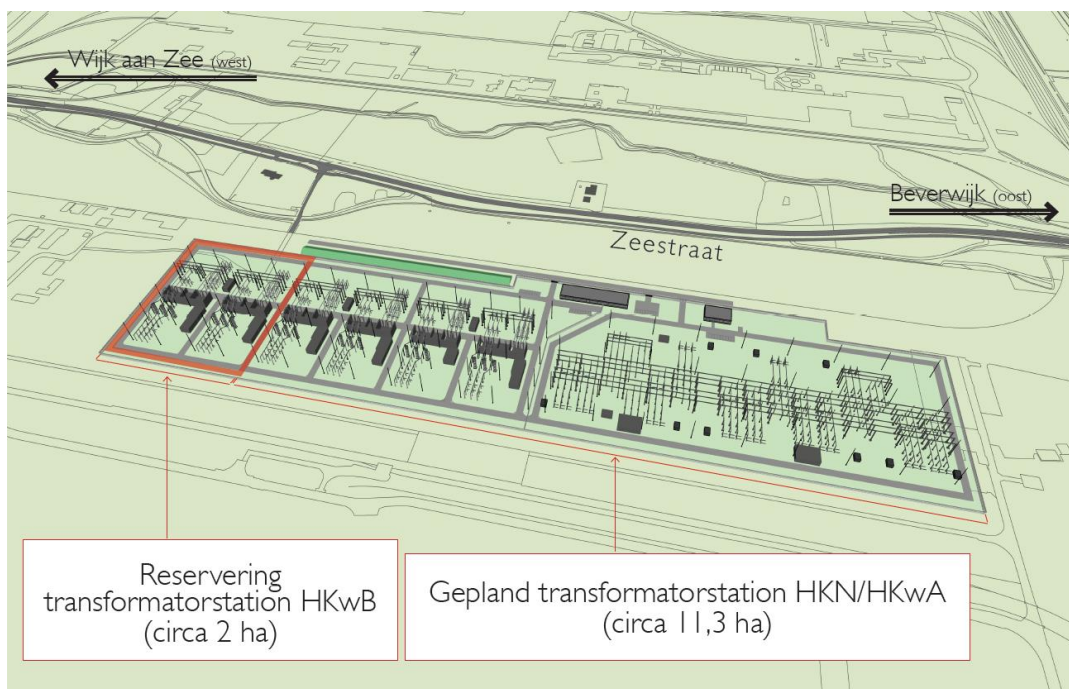 Wijk aan Zee (west)
Beverwijk (oost)
Zeestraat
Reservering
transformatorstation HKwB
(circa 2 ha)
Gepland transformatorstation HKN/HKwA
(circa 11,3 ha)